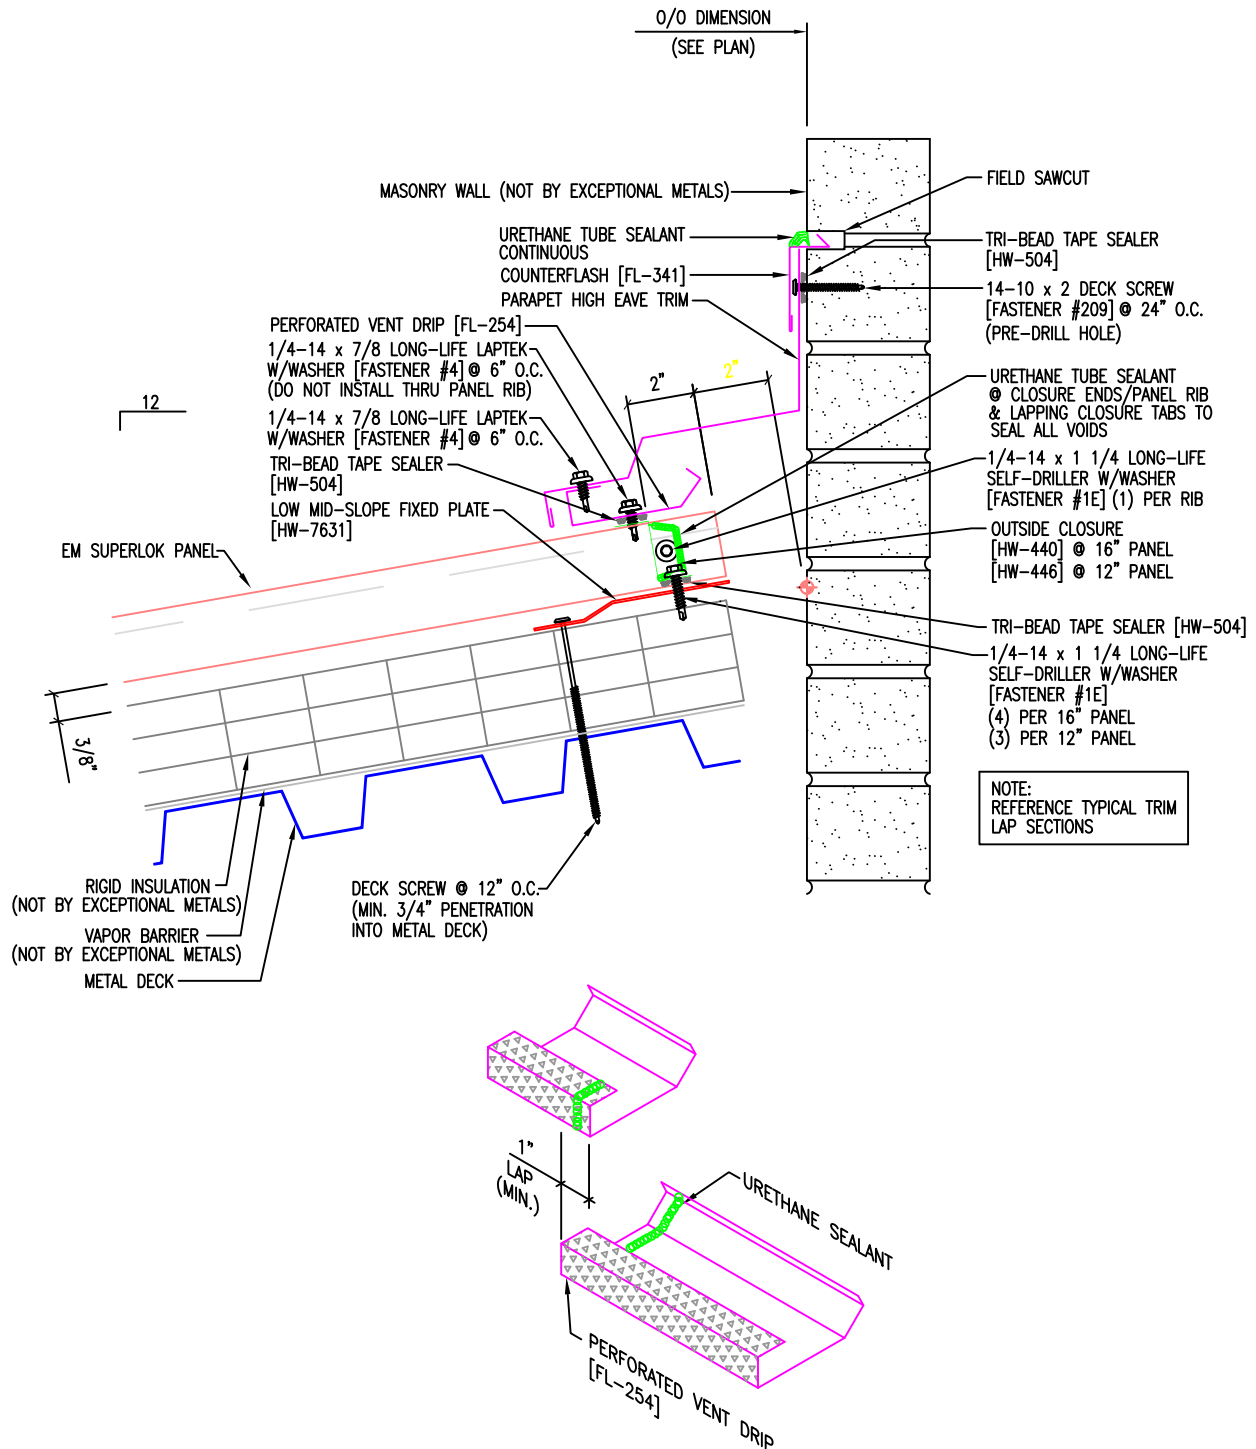 O/O DIMENSION
(SEE PLAN)
MASONRY WALL (NOT BY EXCEPTIONAL METALS)
FIELD SAWCUT
URETHANE TUBE SEALANT
CONTINUOUS
COUNTERFLASH [FL-341]
PARAPET HIGH EAVE TRIM
TRI-BEAD TAPE SEALER
[HW-504]
14-10 x 2 DECK SCREW
[FASTENER #209] @ 24" O.C.
(PRE-DRILL HOLE)
PERFORATED VENT DRIP [FL-254]
1/4-14 x 7/8 LONG-LIFE LAPTEK
W/WASHER [FASTENER #4] @ 6" O.C.
(DO NOT INSTALL THRU PANEL RIB)
1/4-14 x 7/8 LONG-LIFE LAPTEK
W/WASHER [FASTENER #4] @ 6" O.C.
TRI-BEAD TAPE SEALER
[HW-504]
LOW MID-SLOPE FIXED PLATE
[HW-7631]
EM SUPERLOK PANEL
12
2"
2"
URETHANE TUBE SEALANT
@ CLOSURE ENDS/PANEL RIB
& LAPPING CLOSURE TABS TO
SEAL ALL VOIDS
1/4-14 x 1 1/4 LONG-LIFE
SELF-DRILLER W/WASHER
[FASTENER #1E] (1) PER RIB
OUTSIDE CLOSURE
[HW-440] @ 16" PANEL
[HW-446] @ 12" PANEL
TRI-BEAD TAPE SEALER [HW-504]
1/4-14 x 1 1/4 LONG-LIFE
SELF-DRILLER W/WASHER
[FASTENER #1E]
(4) PER 16" PANEL
(3) PER 12" PANEL
3/8"
NOTE:
REFERENCE TYPICAL TRIM
LAP SECTIONS
RIGID INSULATION
(NOT BY EXCEPTIONAL METALS)
VAPOR BARRIER
(NOT BY EXCEPTIONAL METALS)
METAL DECK
DECK SCREW @ 12" O.C.
(MIN. 3/4" PENETRATION
INTO METAL DECK)
1"
LAP
(MIN.)
URETHANE SEALANT
PERFORATED VENT DRIP
[FL-254]